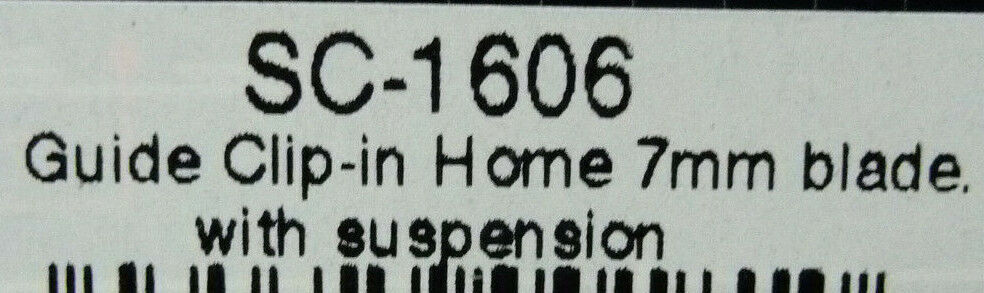 SC-1606
Guide Clip-in Home 7mm blade.
with suspension